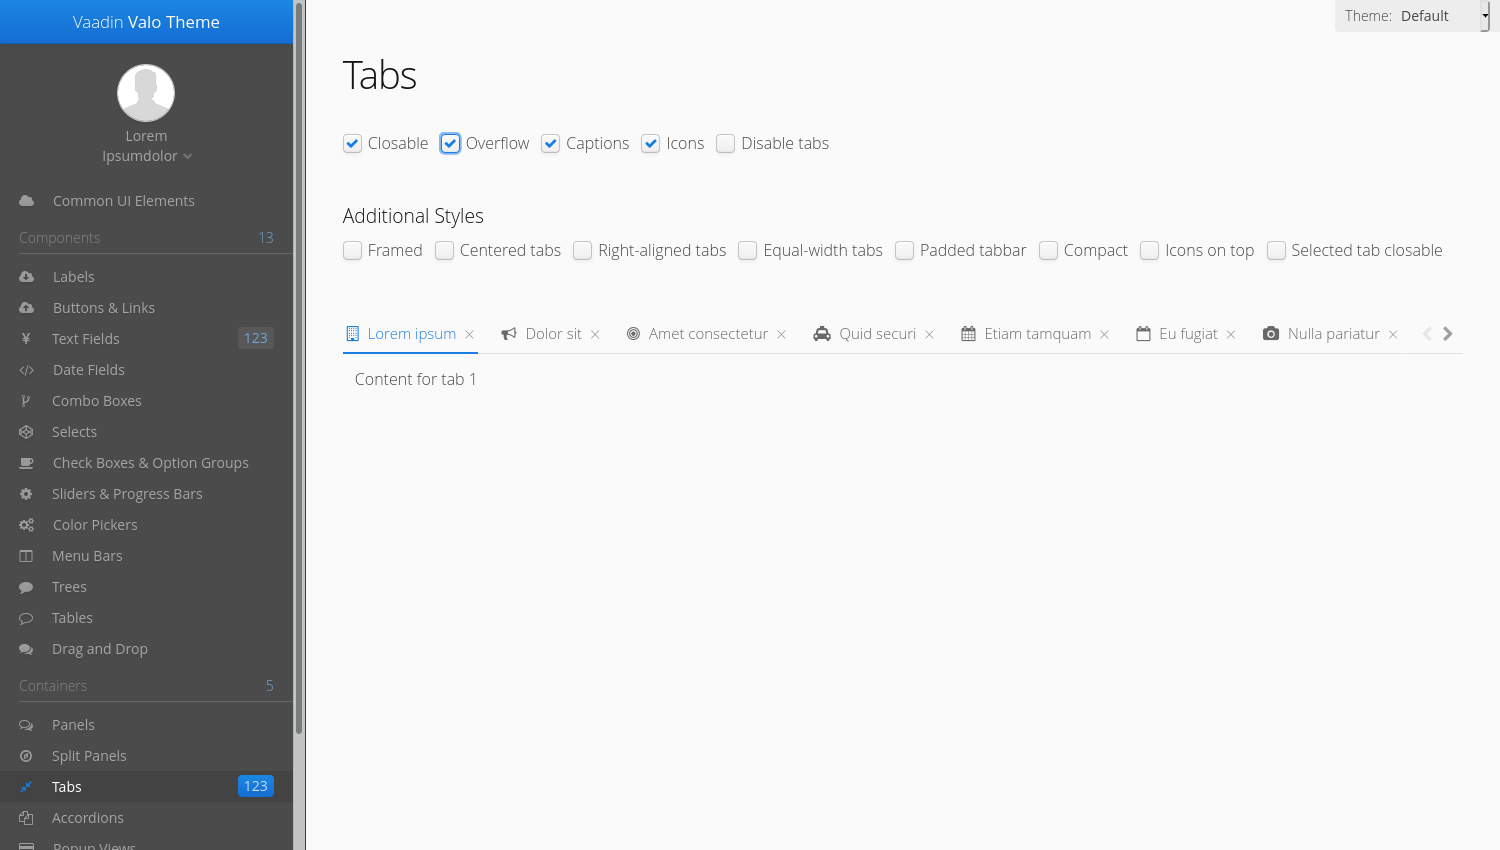 Vaadin Valo Theme
Lorem
Ipsumdolor
Common UI Elements
Components 13
Labels
Buttons & Links
Text Fields 123
Date Fields
Combo Boxes
Selects
Check Boxes & Option Groups
Sliders & Progress Bars
Color Pickers
Menu Bars
Trees
Tables
Drag and Drop
Containers 5
Panels
Split Panels
Tabs 123
Accordions
Popup Views
Theme: Default
Tabs
Closable Overflow Captions Icons Disable tabs
Additional Styles
Framed Centered tabs Right-aligned tabs Equal-width tabs Padded tabbar Compact Icons on top Selected tab closable
Lorem ipsum Dolor sit Amet consectetur Quid securi Etiam tamquam Eu fugiat Nulla pariatur
Content for tab 1